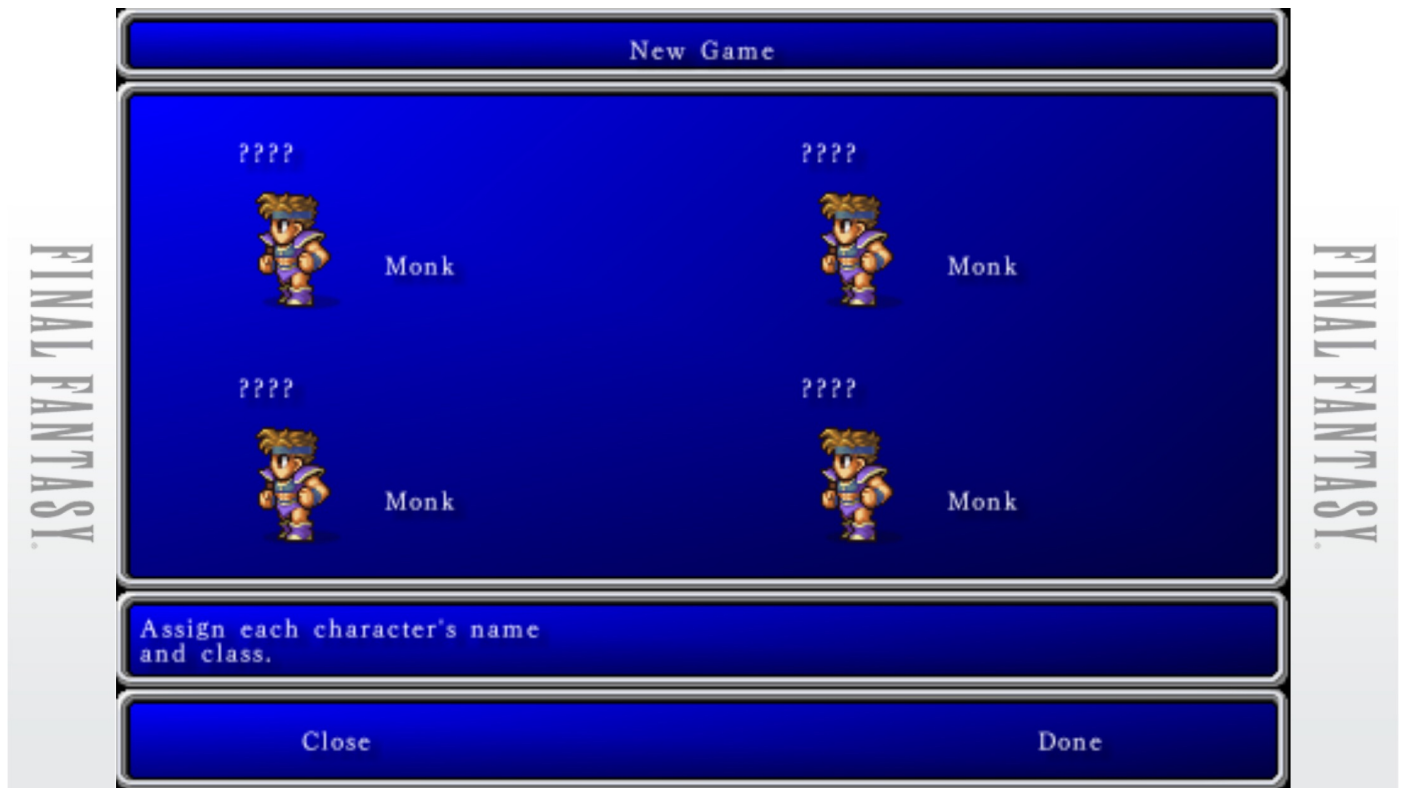 New Game
????
????
Monk
Monk
????
????
Monk
Monk
Assign each character's name
and class.
Close
Done
FINAL FANTASY
FINAL FANTASY